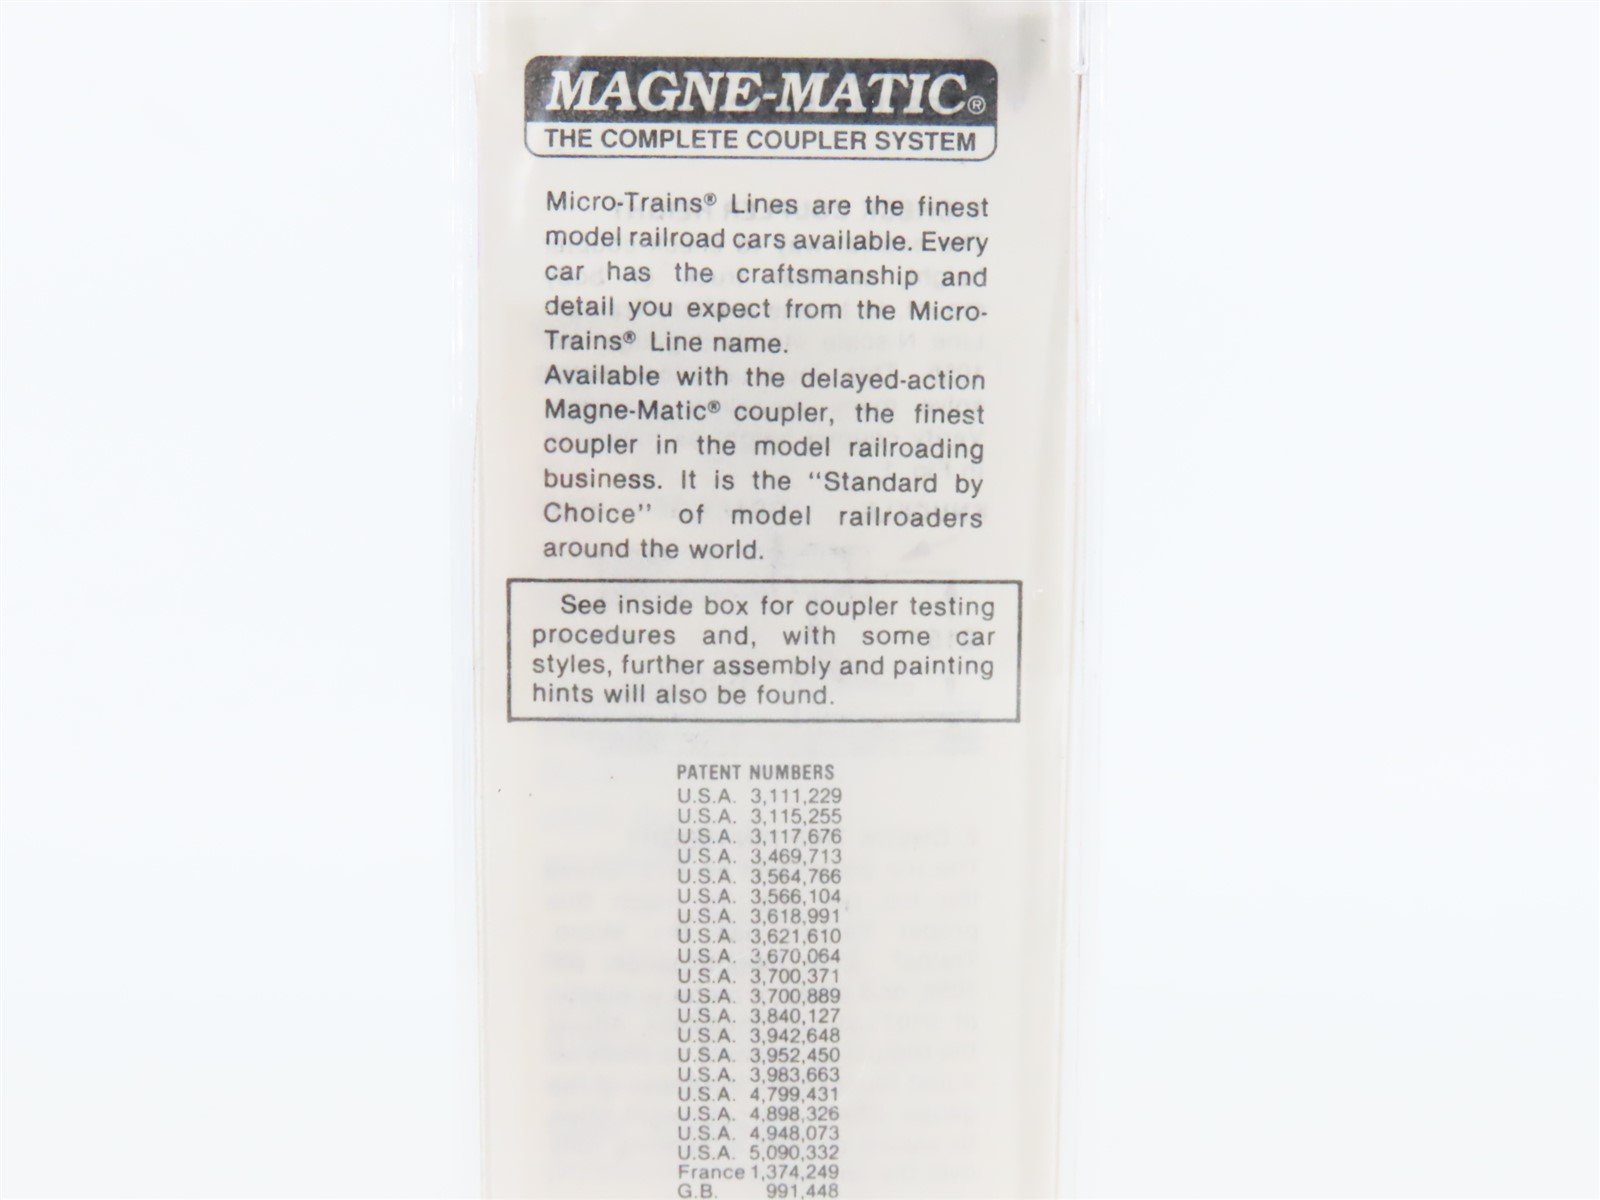 MAGNE-MATIC®
THE COMPLETE COUPLER SYSTEM
Micro-Trains® Lines are the finest
model railroad cars available. Every
car has the craftsmanship and
detail you expect from the Micro-
Trains® Line name.
Available with the delayed-action
Magne-Matic® coupler, the finest
coupler in the model railroading
business. It is the "Standard by
Choice" of model railroaders
around the world.
See inside box for coupler testing
procedures and, with some car
styles, further assembly and painting
hints will also be found.
PATENT NUMBERS
U.S.A. 3,111,229
U.S.A. 3,115,255
U.S.A. 3,117,676
U.S.A. 3,469,713
U.S.A. 3,564,766
U.S.A. 3,566,104
U.S.A. 3,618,991
U.S.A. 3,621,610
U.S.A. 3,670,064
U.S.A. 3,700,371
U.S.A. 3,700,889
U.S.A. 3,840,127
U.S.A. 3,942,648
U.S.A. 3,952,450
U.S.A. 3,983,663
U.S.A. 4,799,431
U.S.A. 4,898,326
U.S.A. 4,948,073
U.S.A. 5,090,332
France 1,374,249
G.B. 991,448